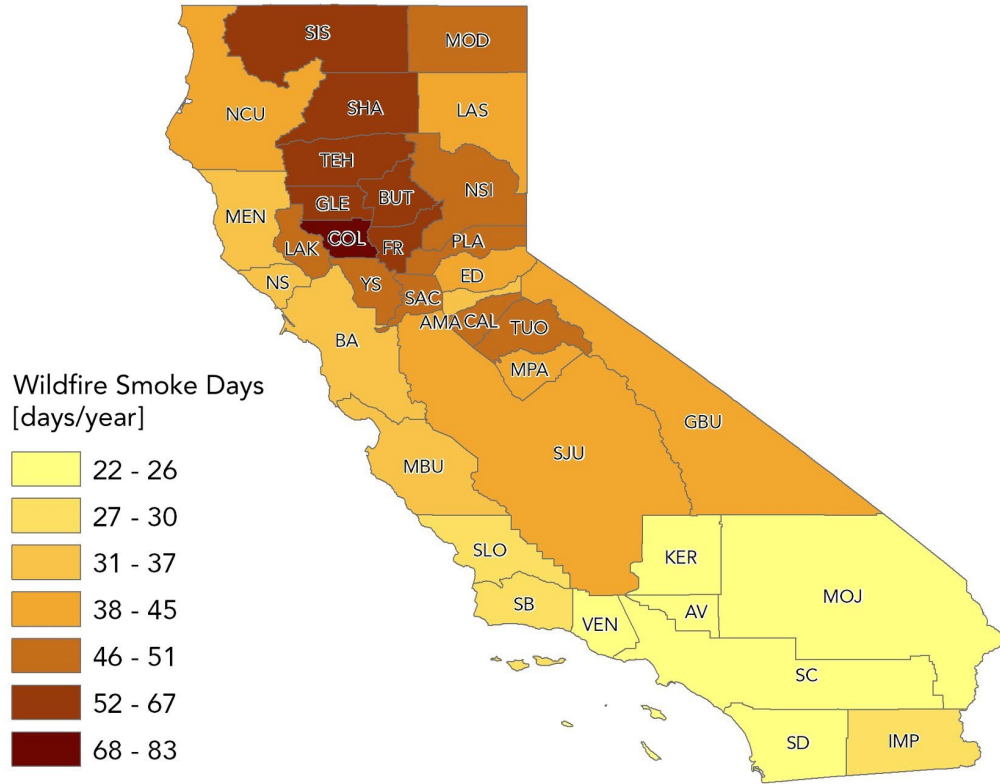 SIS
MOD
NCU
SHA
LAS
TEH
BUT
NSI
GLE
MEN
COL
LAK
FR
PLA
NS
YS
ED
SAC
AMA
CAL
TUO
BA
MPA
GBU
SJU
MBU
SLO
KER
SB
VEN
AV
MOJ
SC
SD
IMP
Wildfire Smoke Days
[days/year]
22 - 26
27 - 30
31 - 37
38 - 45
46 - 51
52 - 67
68 - 83